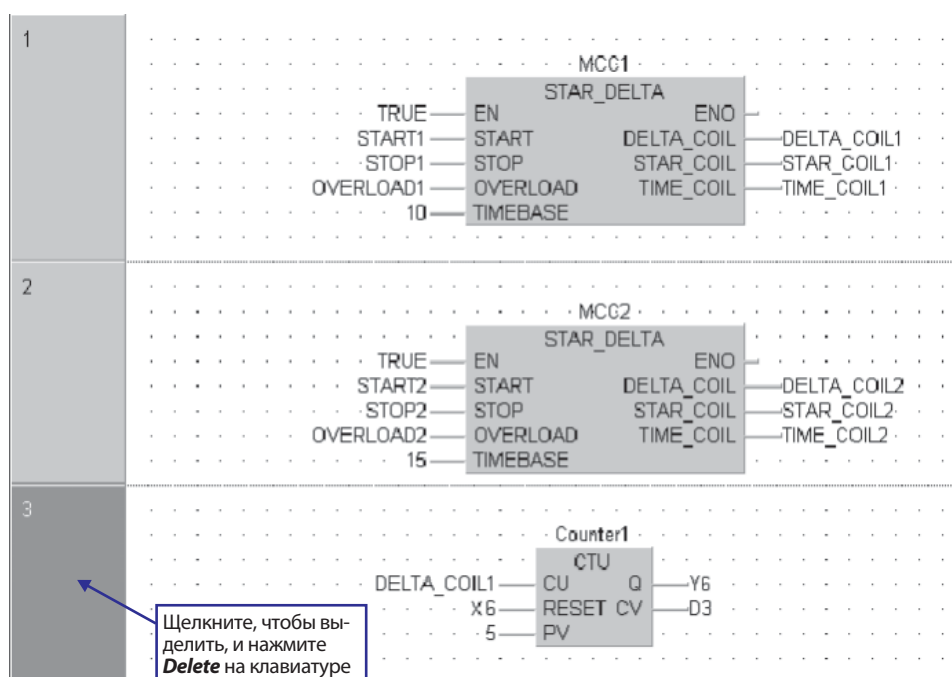 1
MCC1
STAR_DELTA
TRUE EN ENO
START1 START DELTA_COIL DELTA_COIL1
STOP1 STOP STAR_COIL STAR_COIL1
OVERLOAD1 OVERLOAD TIME_COIL TIME_COIL1
10 TIMEBASE
2
MCC2
STAR_DELTA
TRUE EN ENO
START2 START DELTA_COIL DELTA_COIL2
STOP2 STOP STAR_COIL STAR_COIL2
OVERLOAD2 OVERLOAD TIME_COIL TIME_COIL2
15 TIMEBASE
3
Counter1
CTU
DELTA_COIL1 CU Q Y6
X6 RESET CV D3
5 PV
Щелкните, чтобы вы-
делить, и нажмите
Delete на клавиатуре